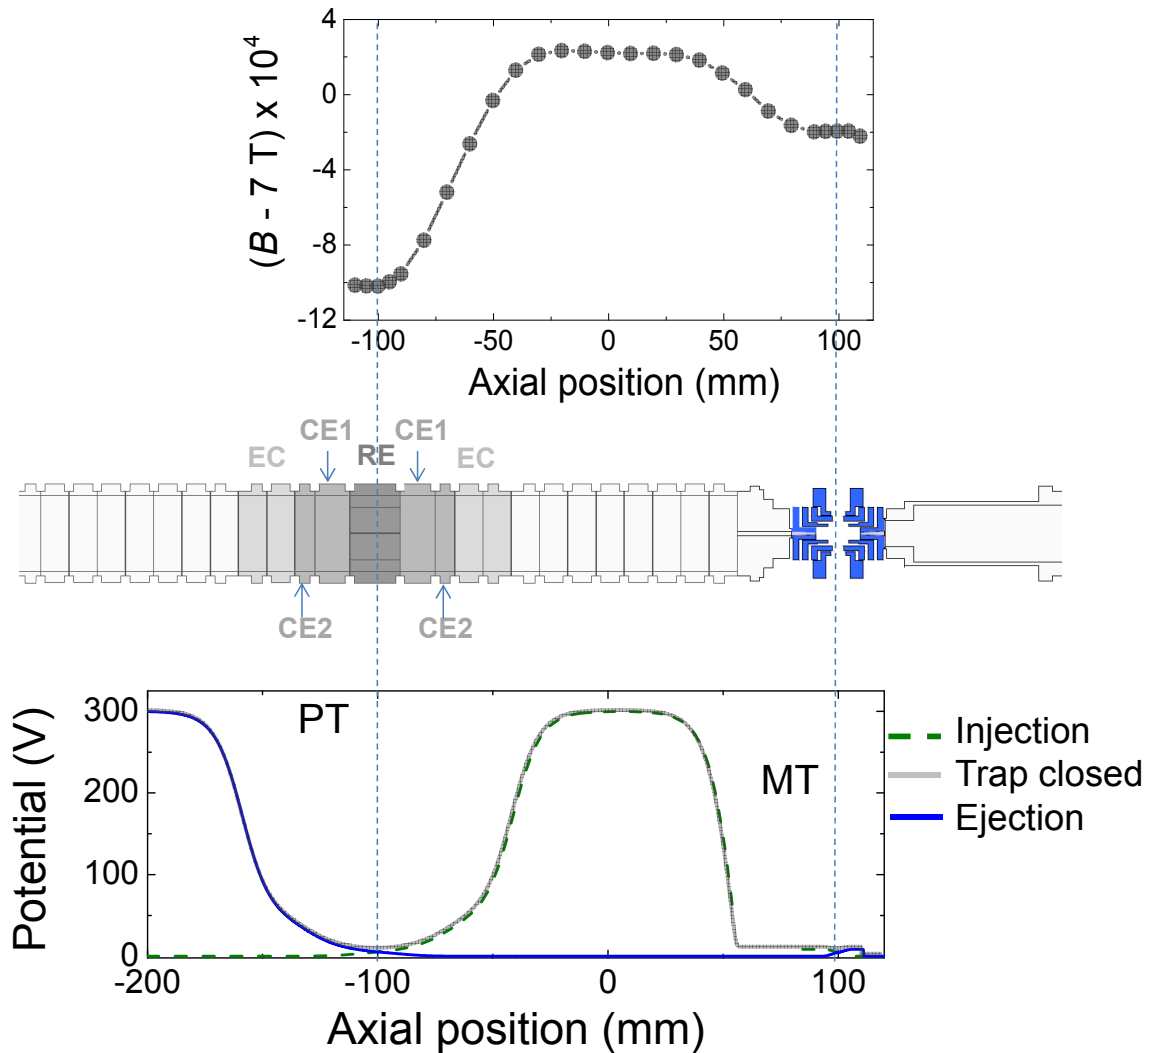 4
0
-4
-8
-12
(B - 7 T) x 10⁴
-100
-50
0
50
100
Axial position (mm)
CE1
CE1
EC
RE
EC
CE2
CE2
300
200
100
0
Potential (V)
PT
MT
Injection
Trap closed
Ejection
-200
-100
0
100
Axial position (mm)